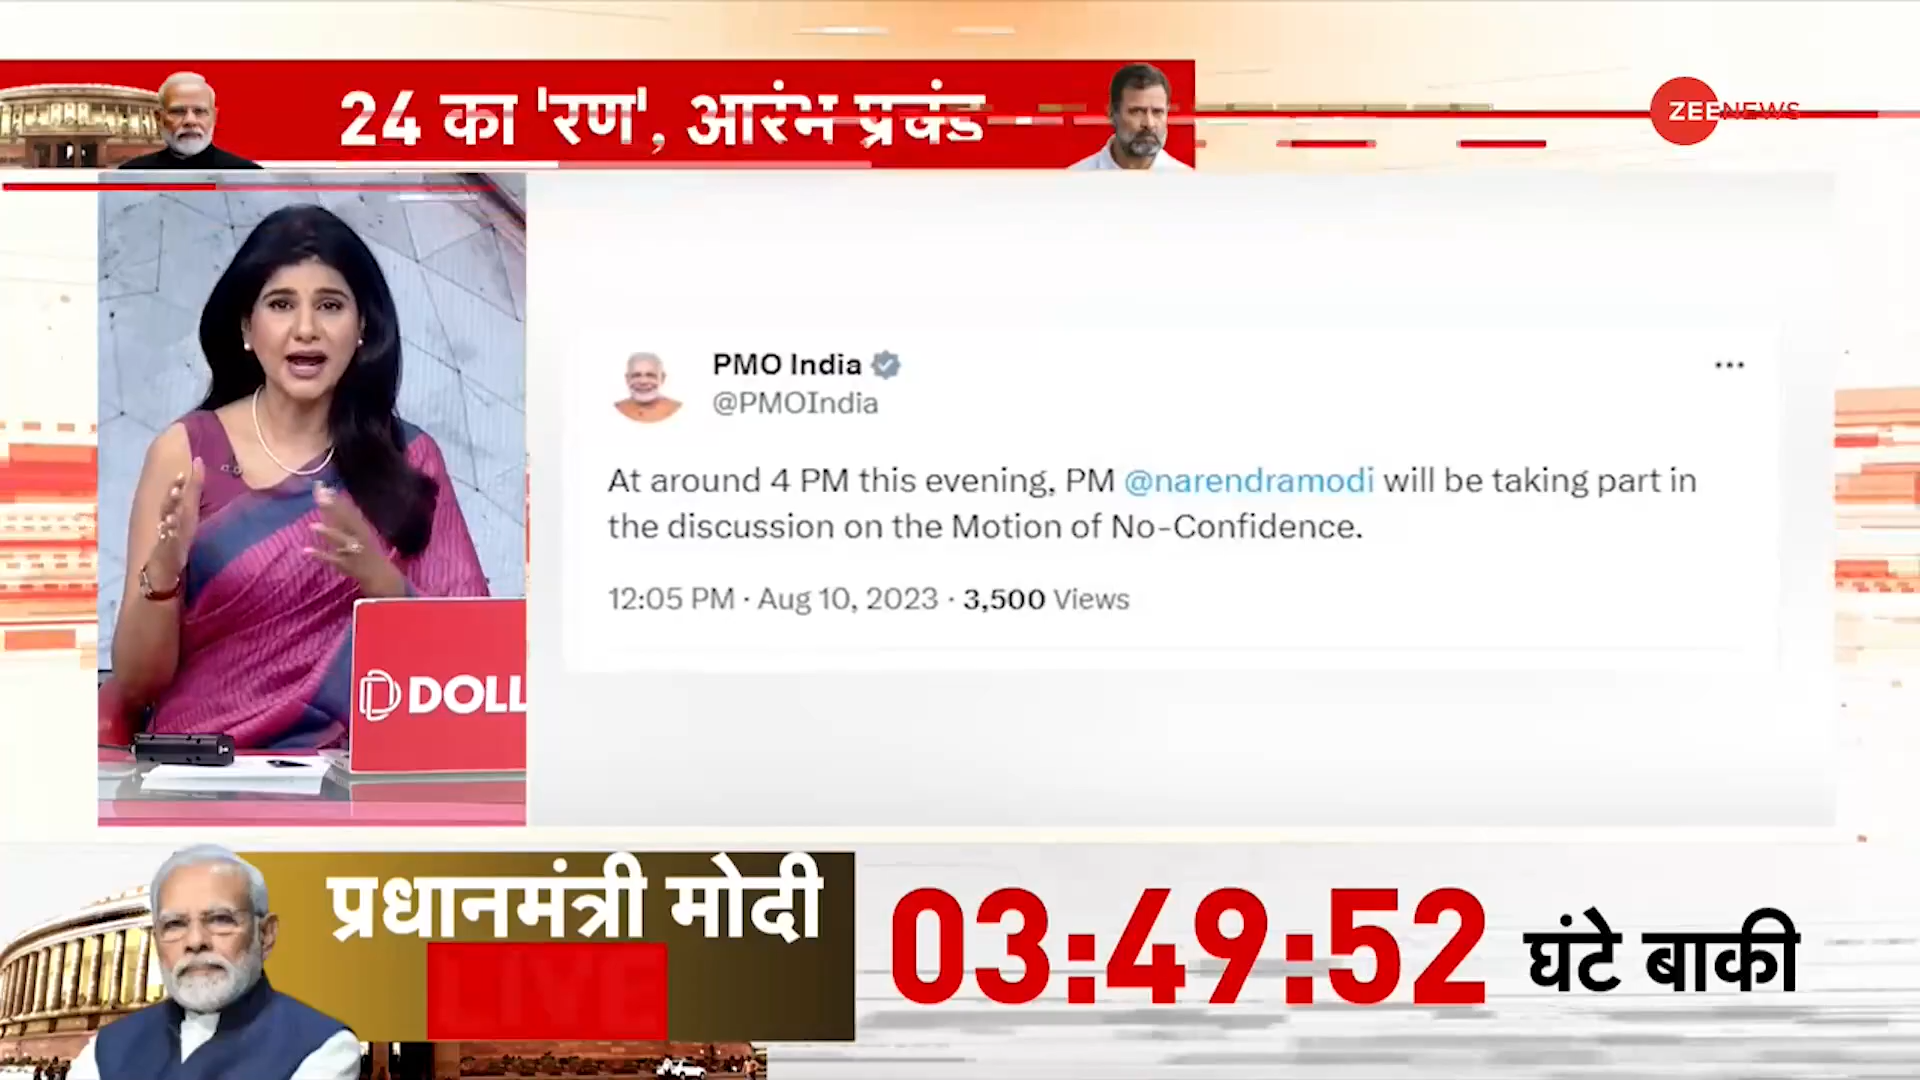 24 का 'रण', आरंभ प्रचंड
ZEE NEWS
PMO India
@PMOIndia
At around 4 PM this evening, PM @narendramodi will be taking part in
the discussion on the Motion of No-Confidence.
12:05 PM · Aug 10, 2023 · 3,500 Views
DOLL
प्रधानमंत्री मोदी
LIVE
03:49:52 घंटे बाकी